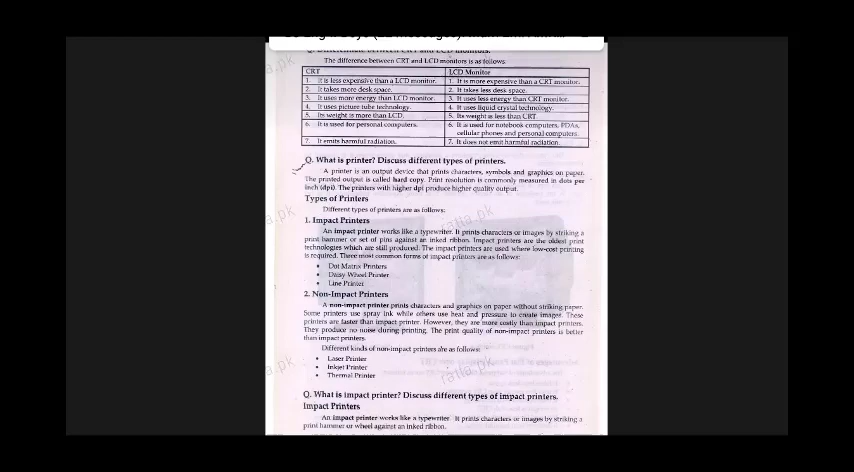 Q. Differentiate between CRT and LCD monitors.
The difference between CRT and LCD monitors is as follows
CRT LCD Monitor
1. It is less expensive than a LCD monitor. 1. It is more expensive than a CRT monitor.
2. It takes more desk space. 2. It takes less desk space.
3. It uses more energy than LCD monitor. 3. It uses less energy than CRT monitor.
4. It uses picture tube technology. 4. It uses liquid crystal technology.
5. Its weight is more than LCD. 5. Its weight is less than CRT
6. It is used for personal computers. 6. It is used for notebook computers, PDAs,
cellular phones and personal computers.
7. It emits harmful radiation. 7. It does not emit harmful radiation.
Q. What is printer? Discuss different types of printers.
A printer is an output device that prints characters, symbols and graphics on paper.
The printed output is called hard copy. Print resolution is commonly measured in dots per
inch (dpi). The printers with higher dpi produce higher quality output.
Types of Printers
Different types of printers are as follows:
1. Impact Printers
An impact printer works like a typewriter. It prints characters or images by striking a
print hammer or set of pins against an inked ribbon. Impact printers are the oldest print
technologies which are still produced. The impact printers are used where low-cost printing
is required. Three most common forms of impact printers are as follows:
• Dot Matrix Printers
• Daisy Wheel Printer
• Line Printer
2. Non-Impact Printers
A non-impact printer prints characters and graphics on paper without striking paper.
Some printers use spray ink while others use heat and pressure to create images. These
printers are faster than impact printer. However, they are more costly than impact printers.
They produce no noise during printing. The print quality of non-impact printers is better
than impact printers.
Different kinds of non-impact printers are as follows:
• Laser Printer
• Inkjet Printer
• Thermal Printer
Q. What is impact printer? Discuss different types of impact printers.
Impact Printers
An impact printer works like a typewriter. It prints characters or images by striking a
print hammer or wheel against an inked ribbon.
ratta.pk